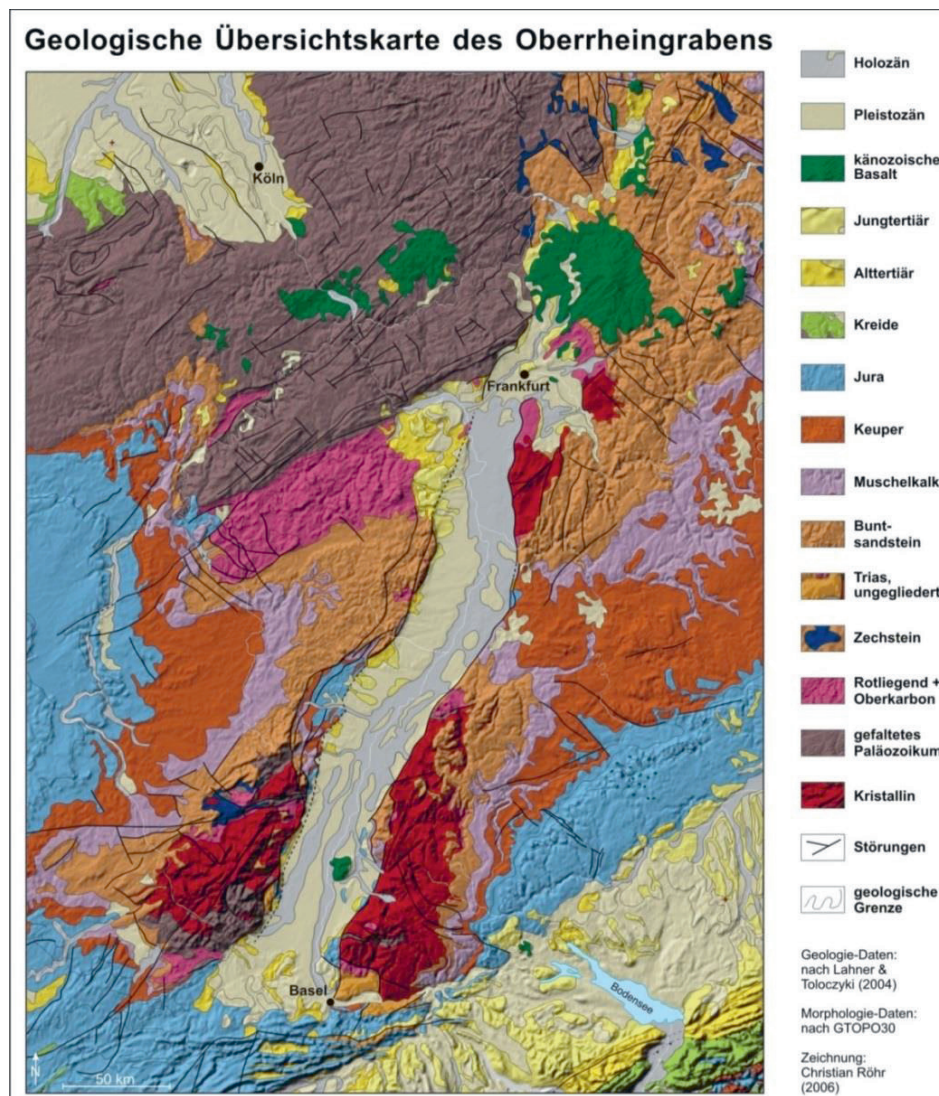 Geologische Übersichtskarte des Oberrheingrabens
Köln
Frankfurt
Basel
Bodensee
N
50 km
Holozän
Pleistozän
känozoische
Basalt
Jungtertiär
Alttertiär
Kreide
Jura
Keuper
Muschelkalk
Bunt-
sandstein
Trias,
ungegliedert
Zechstein
Rotliegend +
Oberkarbon
gefaltetes
Paläozoikum
Kristallin
Störungen
geologische
Grenze
Geologie-Daten:
nach Lahner &
Toloczyki (2004)
Morphologie-Daten:
nach GTOPO30
Zeichnung:
Christian Röhr
(2006)